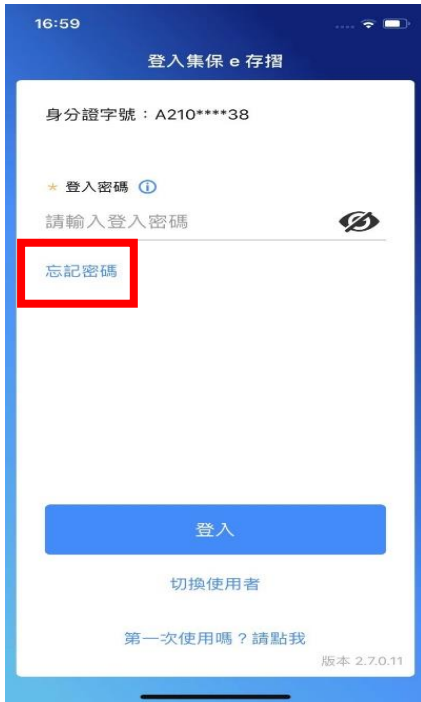 16:59
登入集保 e 存摺
身分證字號：A210****38
* 登入密碼
請輸入登入密碼
忘記密碼
登入
切換使用者
第一次使用嗎？請點我
版本 2.7.0.11